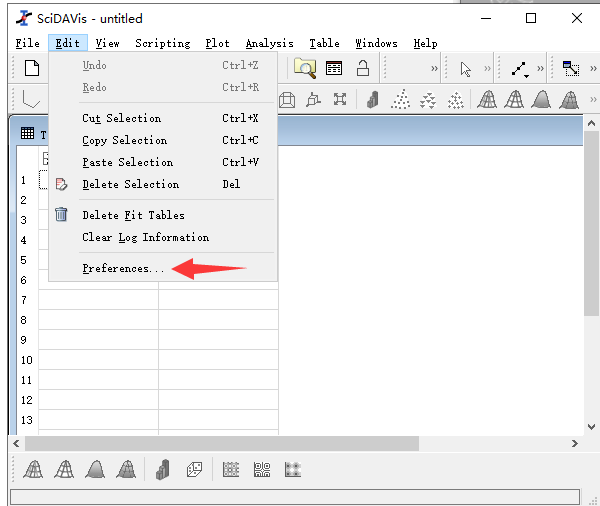 SciDAVis - untitled
File Edit View Scripting Plot Analysis Table Windows Help
Undo Ctrl+Z
Redo Ctrl+R
Cut Selection Ctrl+X
Copy Selection Ctrl+C
Paste Selection Ctrl+V
Delete Selection Del
Delete Fit Tables
Clear Log Information
Preferences...
T
1
2
3
4
5
6
7
8
9
10
11
12
13